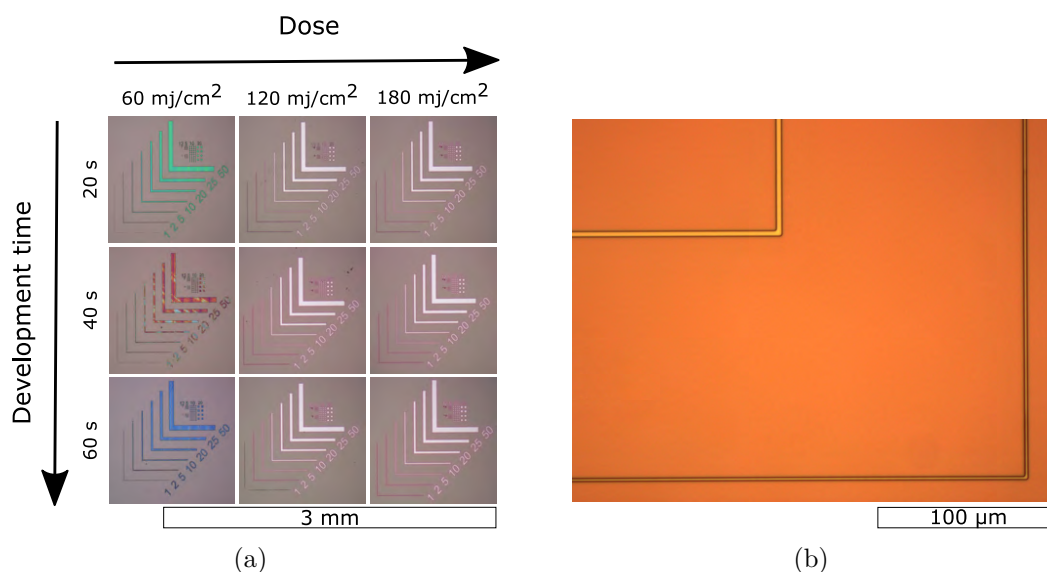 Dose
60 mj/cm²
120 mj/cm²
180 mj/cm²
Development time
20 s
1 2 5 10 20 25 50
1 2 5 10 20 25 50
1 2 5 10 20 25 50
40 s
1 2 5 10 20 25 50
1 2 5 10 20 25 50
1 2 5 10 20 25 50
60 s
1 2 5 10 20 25 50
1 2 5 10 20 25 50
1 2 5 10 20 25 50
3 mm
100 µm
(a)
(b)